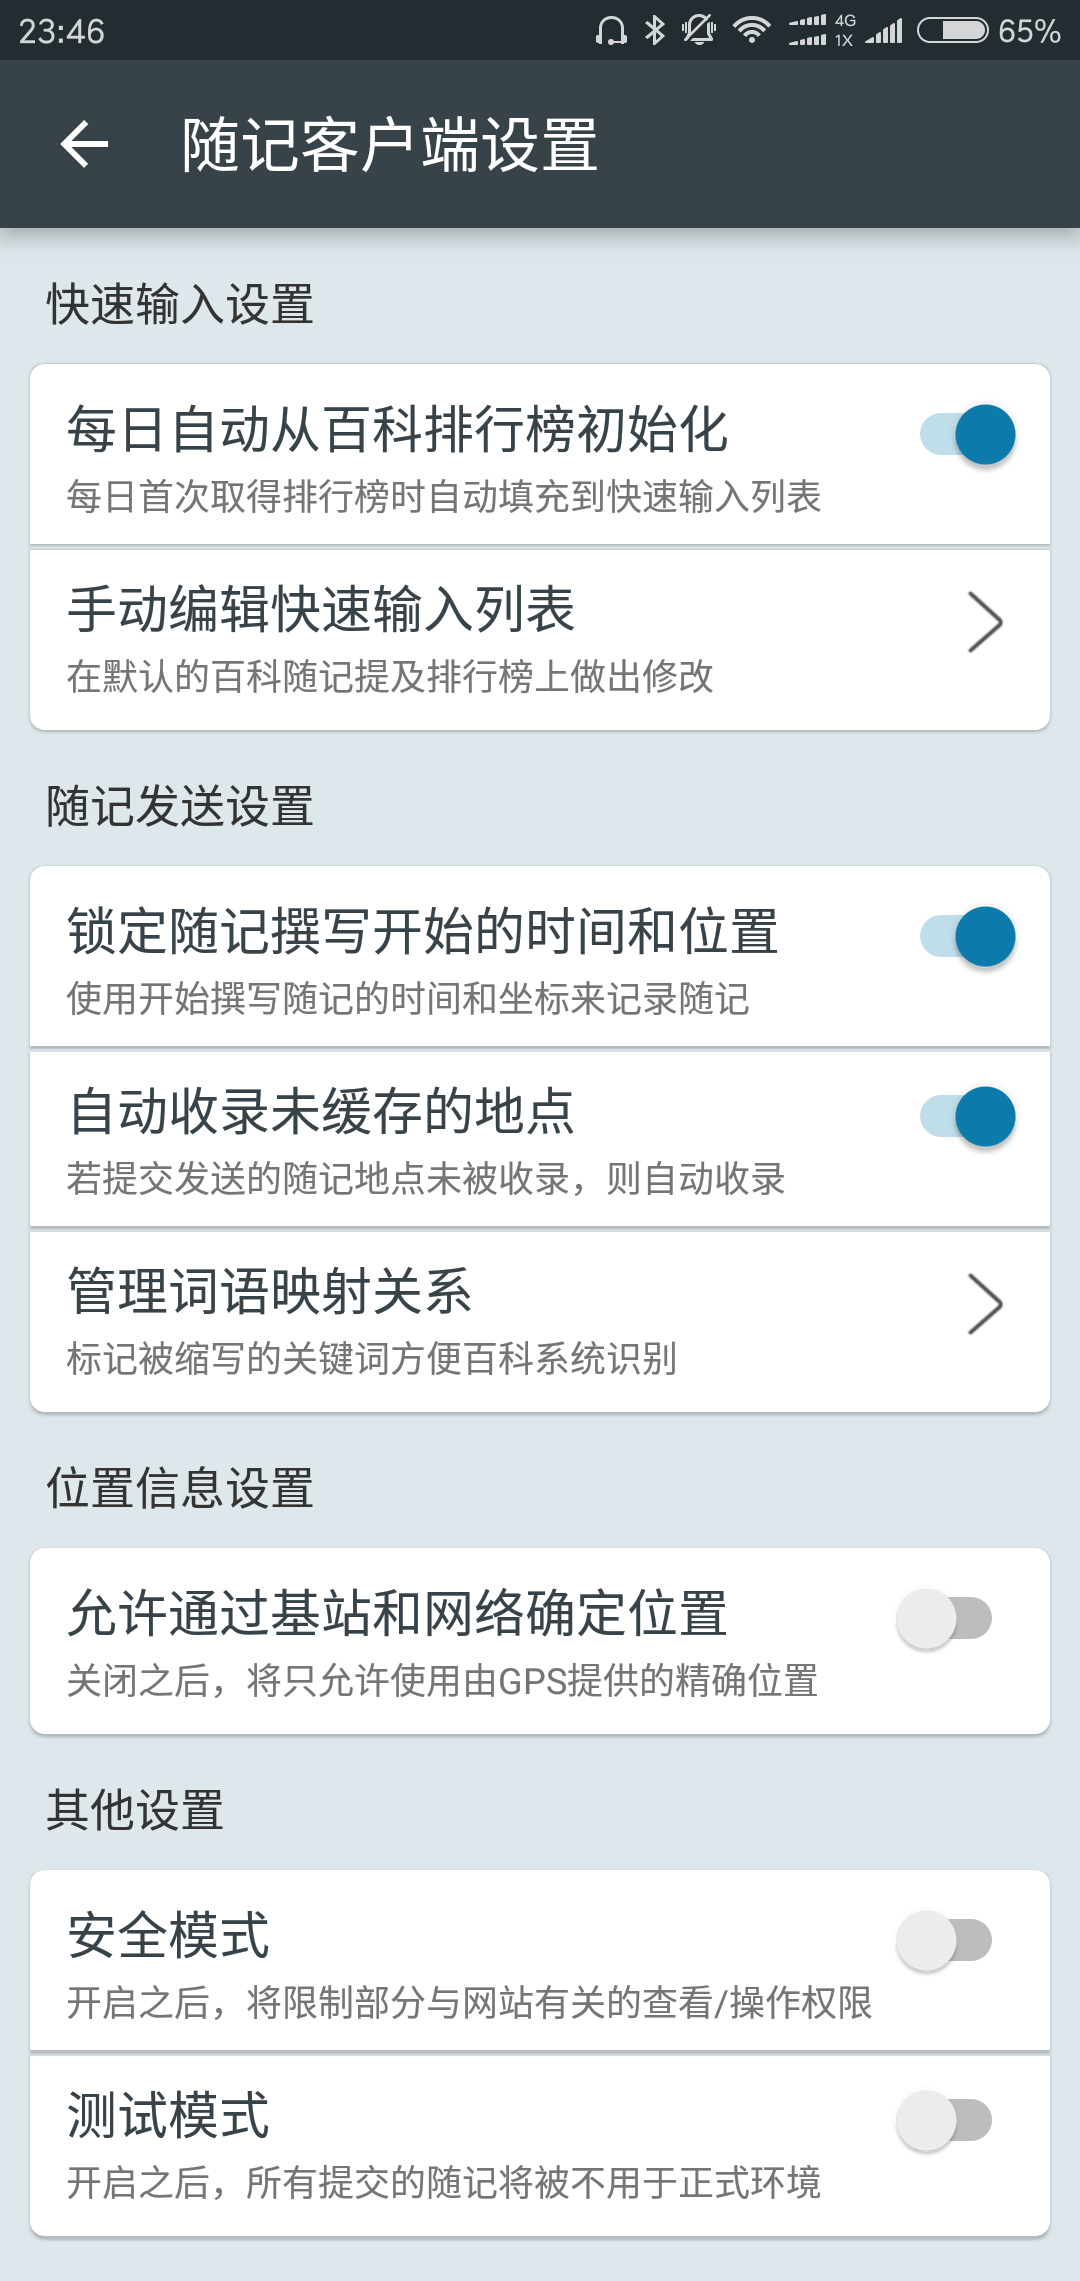 23:46
4G
1X
65%
随记客户端设置
快速输入设置
每日自动从百科排行榜初始化
每日首次取得排行榜时自动填充到快速输入列表
手动编辑快速输入列表
在默认的百科随记提及排行榜上做出修改
随记发送设置
锁定随记撰写开始的时间和位置
使用开始撰写随记的时间和坐标来记录随记
自动收录未缓存的地点
若提交发送的随记地点未被收录，则自动收录
管理词语映射关系
标记被缩写的关键词方便百科系统识别
位置信息设置
允许通过基站和网络确定位置
关闭之后，将只允许使用由GPS提供的精确位置
其他设置
安全模式
开启之后，将限制部分与网站有关的查看/操作权限
测试模式
开启之后，所有提交的随记将被不用于正式环境